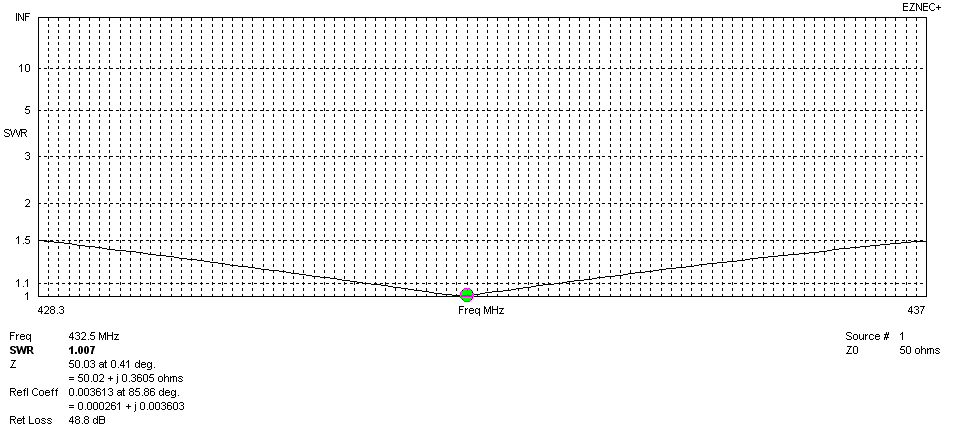 EZNEC+
INF
10
5
SWR
3
2
1.5
1.1
1
428.3 Freq MHz 437
Freq 432.5 MHz Source # 1
SWR 1.007 Z0 50 ohms
Z 50.03 at 0.41 deg.
= 50.02 + j 0.3605 ohms
Refl Coeff 0.003613 at 85.86 deg.
= 0.000261 + j 0.003603
Ret Loss 48.8 dB